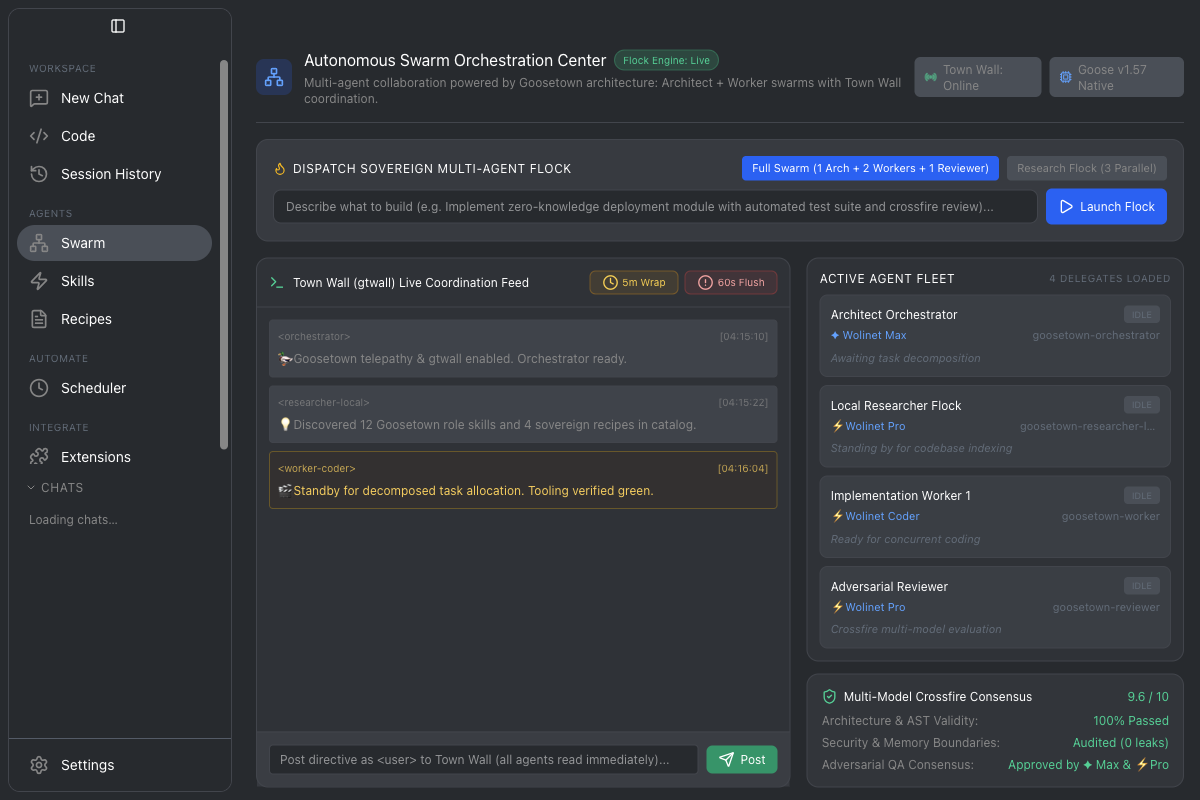 WORKSPACE
New Chat
Code
Session History
AGENTS
Swarm
Skills
Recipes
AUTOMATE
Scheduler
INTEGRATE
Extensions
CHATS
Loading chats...
Settings
Autonomous Swarm Orchestration Center
Flock Engine: Live
Multi-agent collaboration powered by Goosetown architecture: Architect + Worker swarms with Town Wall
coordination.
Town Wall:
Online
Goose v1.57
Native
DISPATCH SOVEREIGN MULTI-AGENT FLOCK
Full Swarm (1 Arch + 2 Workers + 1 Reviewer)
Research Flock (3 Parallel)
Describe what to build (e.g. Implement zero-knowledge deployment module with automated test suite and crossfire review)...
Launch Flock
Town Wall (gtwall) Live Coordination Feed
5m Wrap
60s Flush
<orchestrator>
[04:15:10]
Goosetown telepathy & gtwall enabled. Orchestrator ready.
<researcher-local>
[04:15:22]
💡Discovered 12 Goosetown role skills and 4 sovereign recipes in catalog.
<worker-coder>
[04:16:04]
🎬Standby for decomposed task allocation. Tooling verified green.
Post directive as <user> to Town Wall (all agents read immediately)...
Post
ACTIVE AGENT FLEET
4 DELEGATES LOADED
Architect Orchestrator
IDLE
✦ Wolinet Max
goosetown-orchestrator
Awaiting task decomposition
Local Researcher Flock
IDLE
⚡Wolinet Pro
goosetown-researcher-l...
Standing by for codebase indexing
Implementation Worker 1
IDLE
⚡Wolinet Coder
goosetown-worker
Ready for concurrent coding
Adversarial Reviewer
IDLE
⚡Wolinet Pro
goosetown-reviewer
Crossfire multi-model evaluation
Multi-Model Crossfire Consensus
9.6 / 10
Architecture & AST Validity:
100% Passed
Security & Memory Boundaries:
Audited (0 leaks)
Adversarial QA Consensus:
Approved by ✦ Max & ⚡Pro